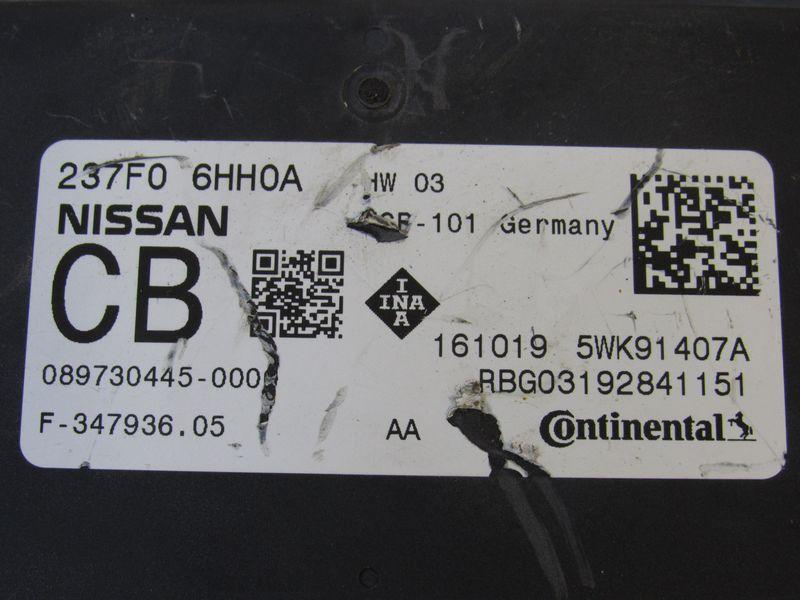 237F0 6HH0A HW 03
NISSAN -101 Germany
CB
I
INA
A
161019 5WK91407A
089730445-000
RBG03192841151
F-347936.05 AA Continental